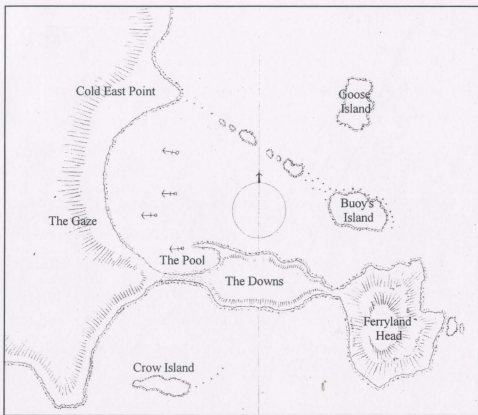 Cold East Point
Goose
Island
The Gaze
Buoy's
Island
The Pool
The Downs
Ferryland
Head
Crow Island